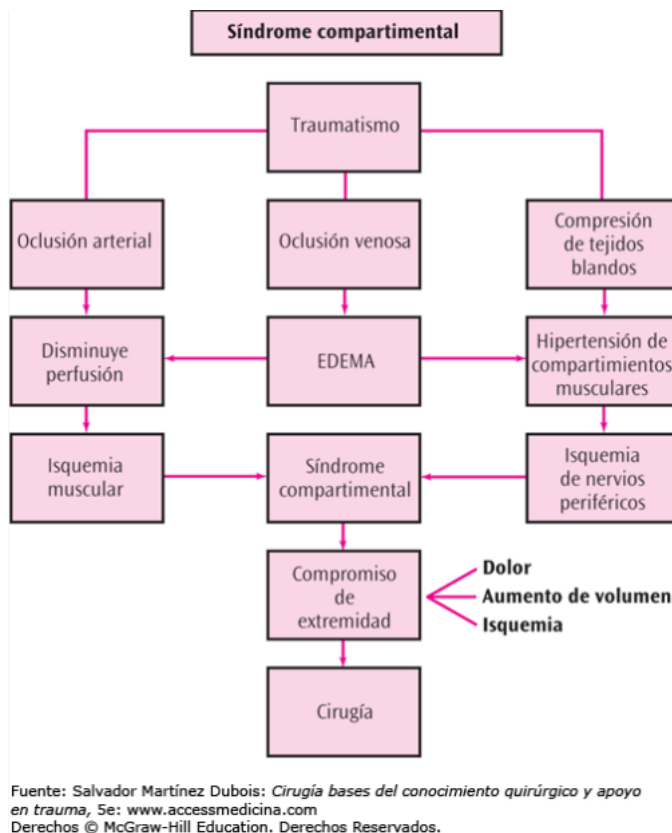 Síndrome compartimental
Traumatismo
Oclusión arterial
Oclusión venosa
Compresión
de tejidos
blandos
Disminuye
perfusión
EDEMA
Hipertensión de
compartimientos
musculares
Isquemia
muscular
Síndrome
compartimental
Isquemia
de nervios
periféricos
Compromiso
de
extremidad
Dolor
Aumento de volumen
Isquemia
Cirugía
Fuente: Salvador Martínez Dubois: Cirugía bases del conocimiento quirúrgico y apoyo
en trauma, 5e: www.accessmedicina.com
Derechos © McGraw-Hill Education. Derechos Reservados.